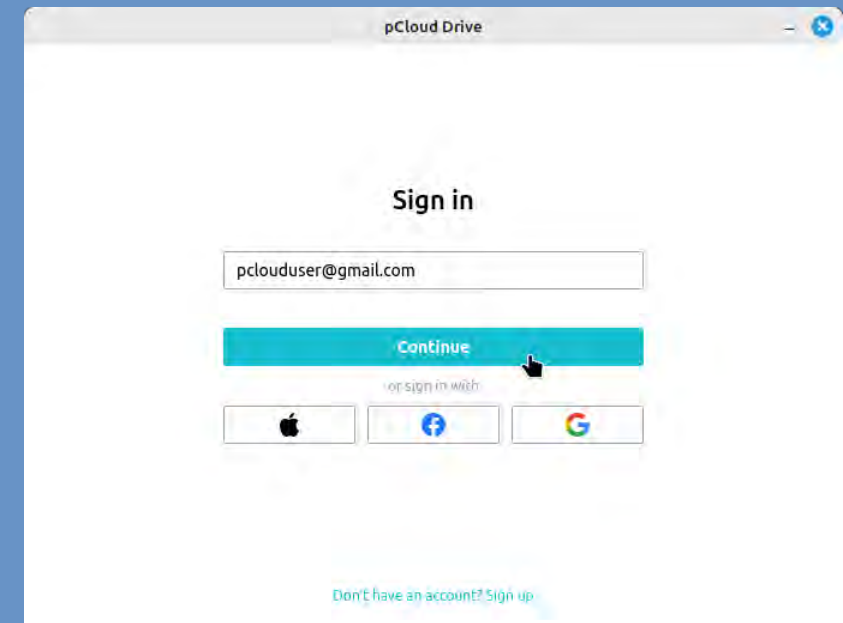 pCloud Drive
Sign in
pclouduser@gmail.com
Continue
or sign in with
Don't have an account? Sign up